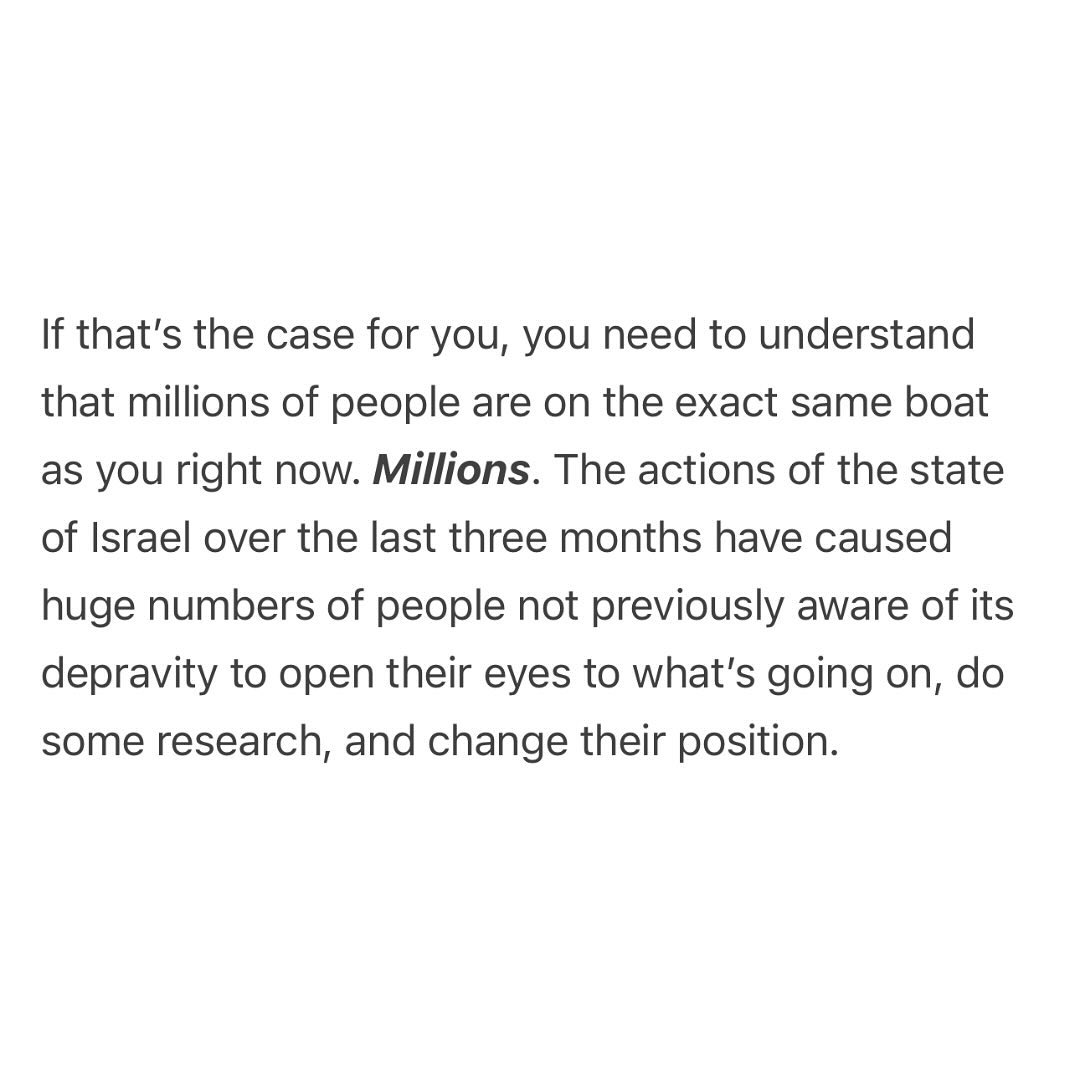 If that’s the case for you, you need to understand
that millions of people are on the exact same boat
as you right now. Millions. The actions of the state
of Israel over the last three months have caused
huge numbers of people not previously aware of its
depravity to open their eyes to what’s going on, do
some research, and change their position.